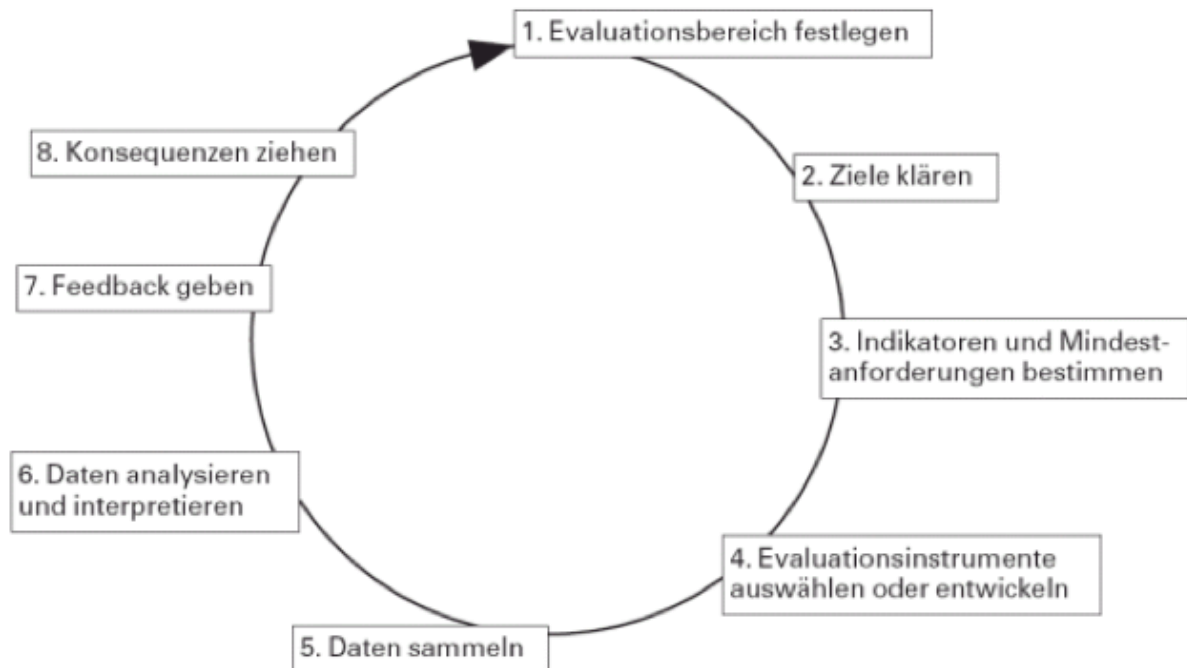 1. Evaluationsbereich festlegen
2. Ziele klären
3. Indikatoren und Mindest-
anforderungen bestimmen
4. Evaluationsinstrumente
auswählen oder entwickeln
5. Daten sammeln
6. Daten analysieren
und interpretieren
7. Feedback geben
8. Konsequenzen ziehen